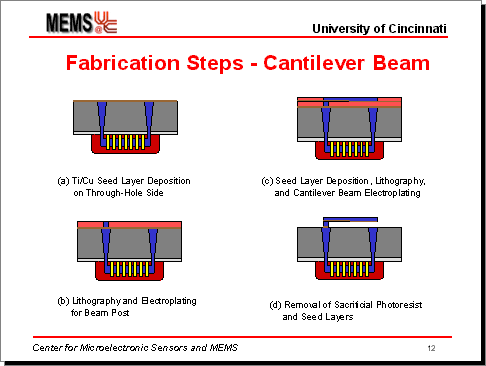 MEMS@UC
University of Cincinnati
Fabrication Steps - Cantilever Beam
(a) Ti/Cu Seed Layer Deposition
on Through-Hole Side
(c) Seed Layer Deposition, Lithography,
and Cantilever Beam Electroplating
(b) Lithography and Electroplating
for Beam Post
(d) Removal of Sacrificial Photoresist
and Seed Layers
Center for Microelectronic Sensors and MEMS
12